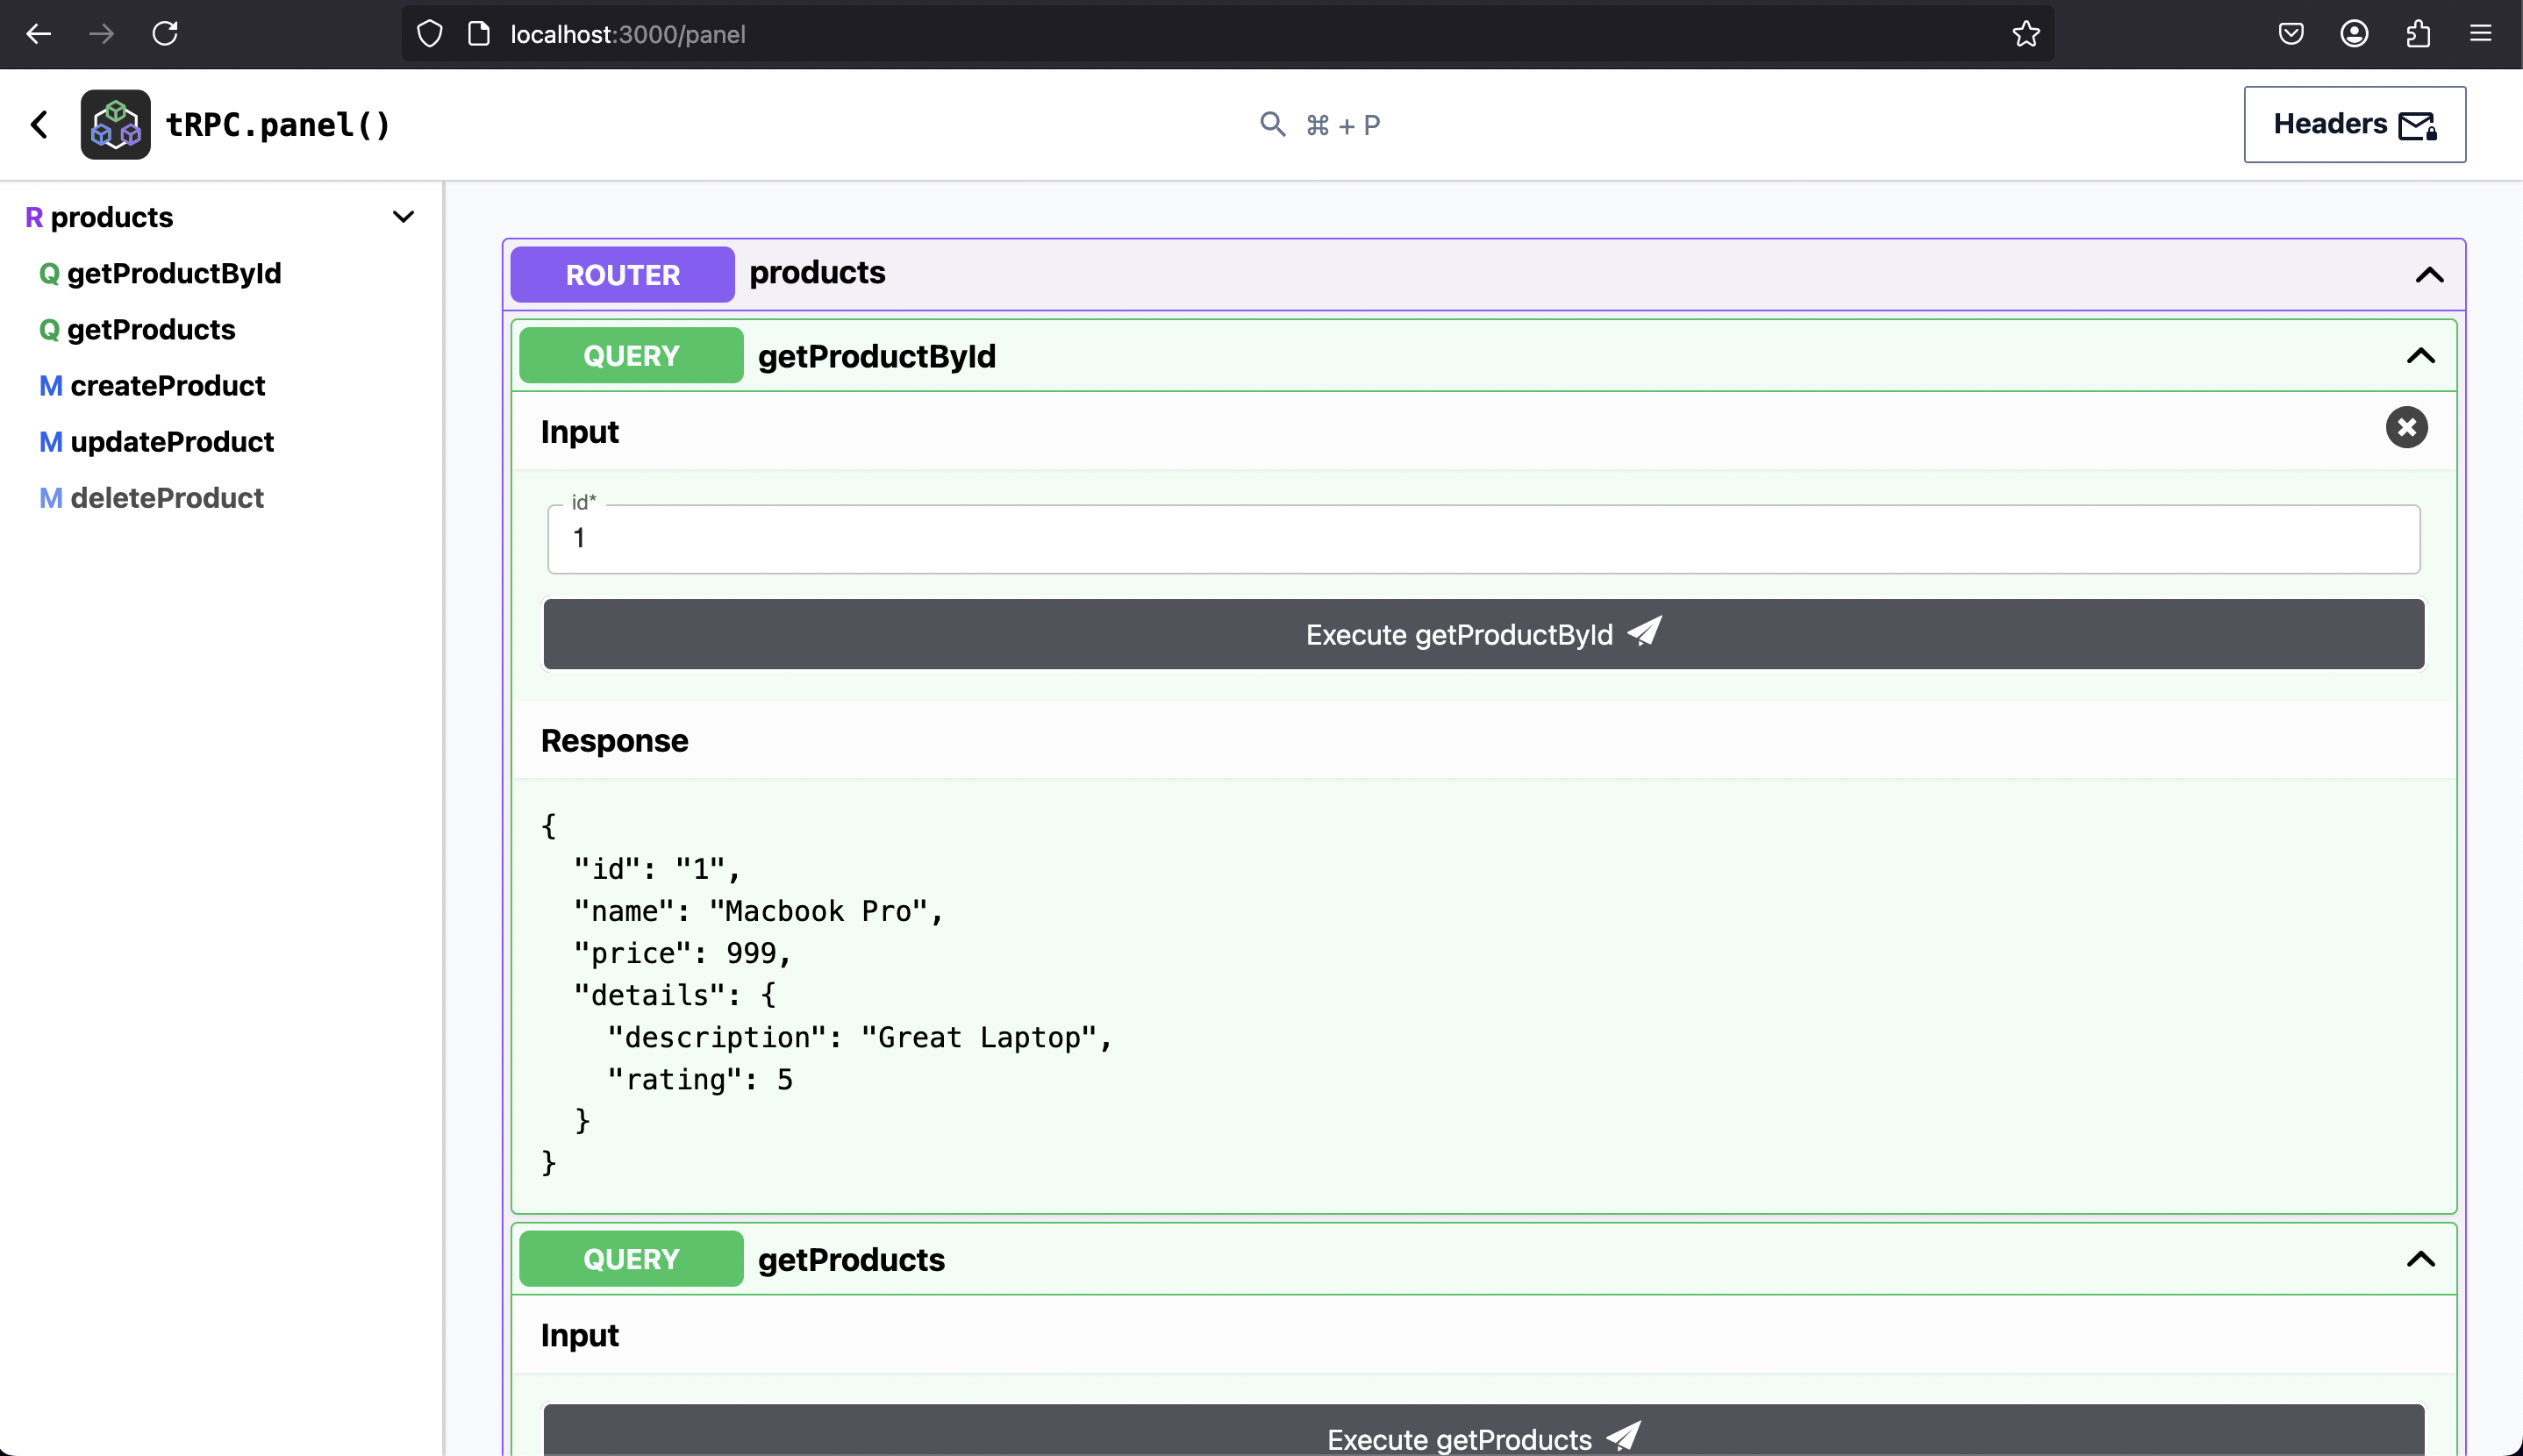 localhost:3000/panel
tRPC.panel()
⌘ + P
Headers
R products
Q getProductById
Q getProducts
M createProduct
M updateProduct
M deleteProduct
ROUTER products
QUERY getProductById
Input
id*
1
Execute getProductById
Response
{
  "id": "1",
  "name": "Macbook Pro",
  "price": 999,
  "details": {
    "description": "Great Laptop",
    "rating": 5
  }
}
QUERY getProducts
Input
Execute getProducts